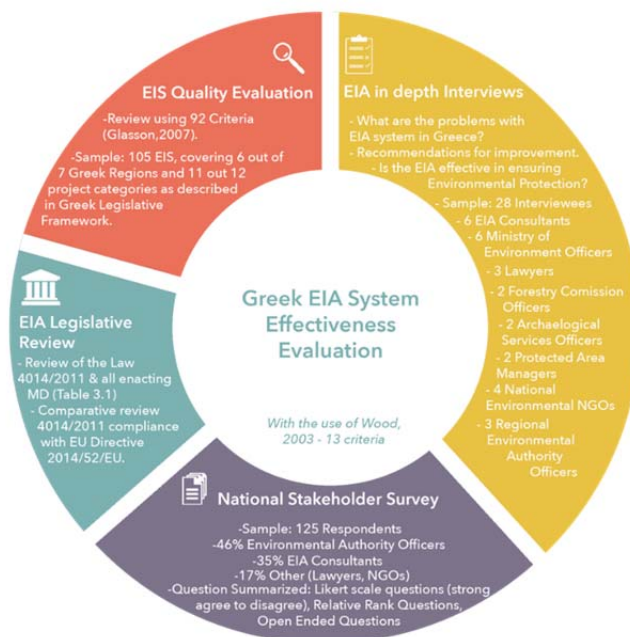 EIS Quality Evaluation
-Review using 92 Criteria
(Glasson,2007).
-Sample: 105 EIS, covering 6 out of
7 Greek Regions and 11 out 12
project categories as described
in Greek Legislative
Framework.
EIA in depth Interviews
- What are the problems with
EIA system in Greece?
- Recommendations for improvement.
- Is the EIA effective in ensuring
Environmental Protection?
- Sample: 28 Interviewees
- 6 EIA Consultants
- 6 Ministry of
Environment Officers
- 3 Lawyers
- 2 Forestry Comission
Officers
- 2 Archaelogical
Services Officers
- 2 Protected Area
Managers
- 4 National
Environmental NGOs
- 3 Regional
Environmental
Authority
Officers
EIA Legislative
Review
- Review of the Law
4014/2011 & all enacting
MD (Table 3.1)
- Comparative review
4014/2011 compliance
with EU Directive
2014/52/EU.
Greek EIA System
Effectiveness
Evaluation
With the use of Wood,
2003 - 13 criteria
National Stakeholder Survey
-Sample: 125 Respondents
-46% Environmental Authority Officers
-35% EIA Consultants
-17% Other (Lawyers, NGOs)
-Question Summarized: Likert scale questions (strong
agree to disagree), Relative Rank Questions,
Open Ended Questions